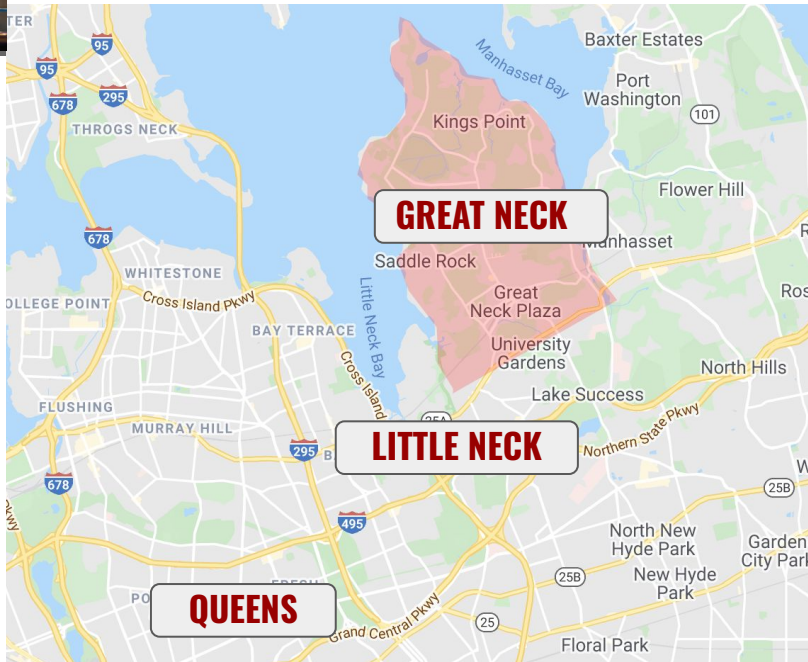 TER
95
95
678
295
THROGS NECK
Manhasset Bay
Baxter Estates
Port
Washington
101
Kings Point
Flower Hill
GREAT NECK
Manhasset
678
WHITESTONE
Saddle Rock
OLLEGE POINT
Cross Island Pkwy
Little Neck Bay
Great
Neck Plaza
Ros
BAY TERRACE
Cross Island
University
Gardens
North Hills
Lake Success
FLUSHING
MURRAY HILL
25A
LITTLE NECK
295
B
Northern State Pkwy
W
678
25B
Pkwy
495
North New
Hyde Park
Garden
City Park
25B
New Hyde
Park
PO
QUEENS
Grand Central Pkwy
25
Floral Park